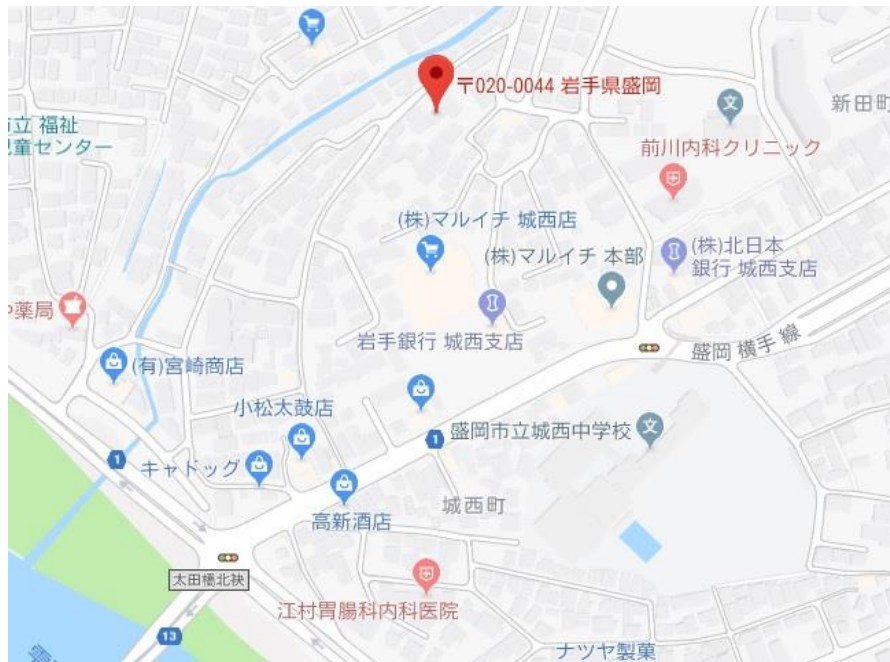 〒020-0044 岩手県盛岡
新田町
市立 福祉
児童センター
前川内科クリニック
(株)マルイチ 城西店
(株)マルイチ 本部
(株)北日本
銀行 城西支店
薬局
岩手銀行 城西支店
盛岡 横手 線
(有)宮崎商店
小松太鼓店
1
盛岡市立城西中学校
1
キャドッグ
高新酒店
城西町
太田橋北袂
江村胃腸科内科医院
13
ナツヤ製菓